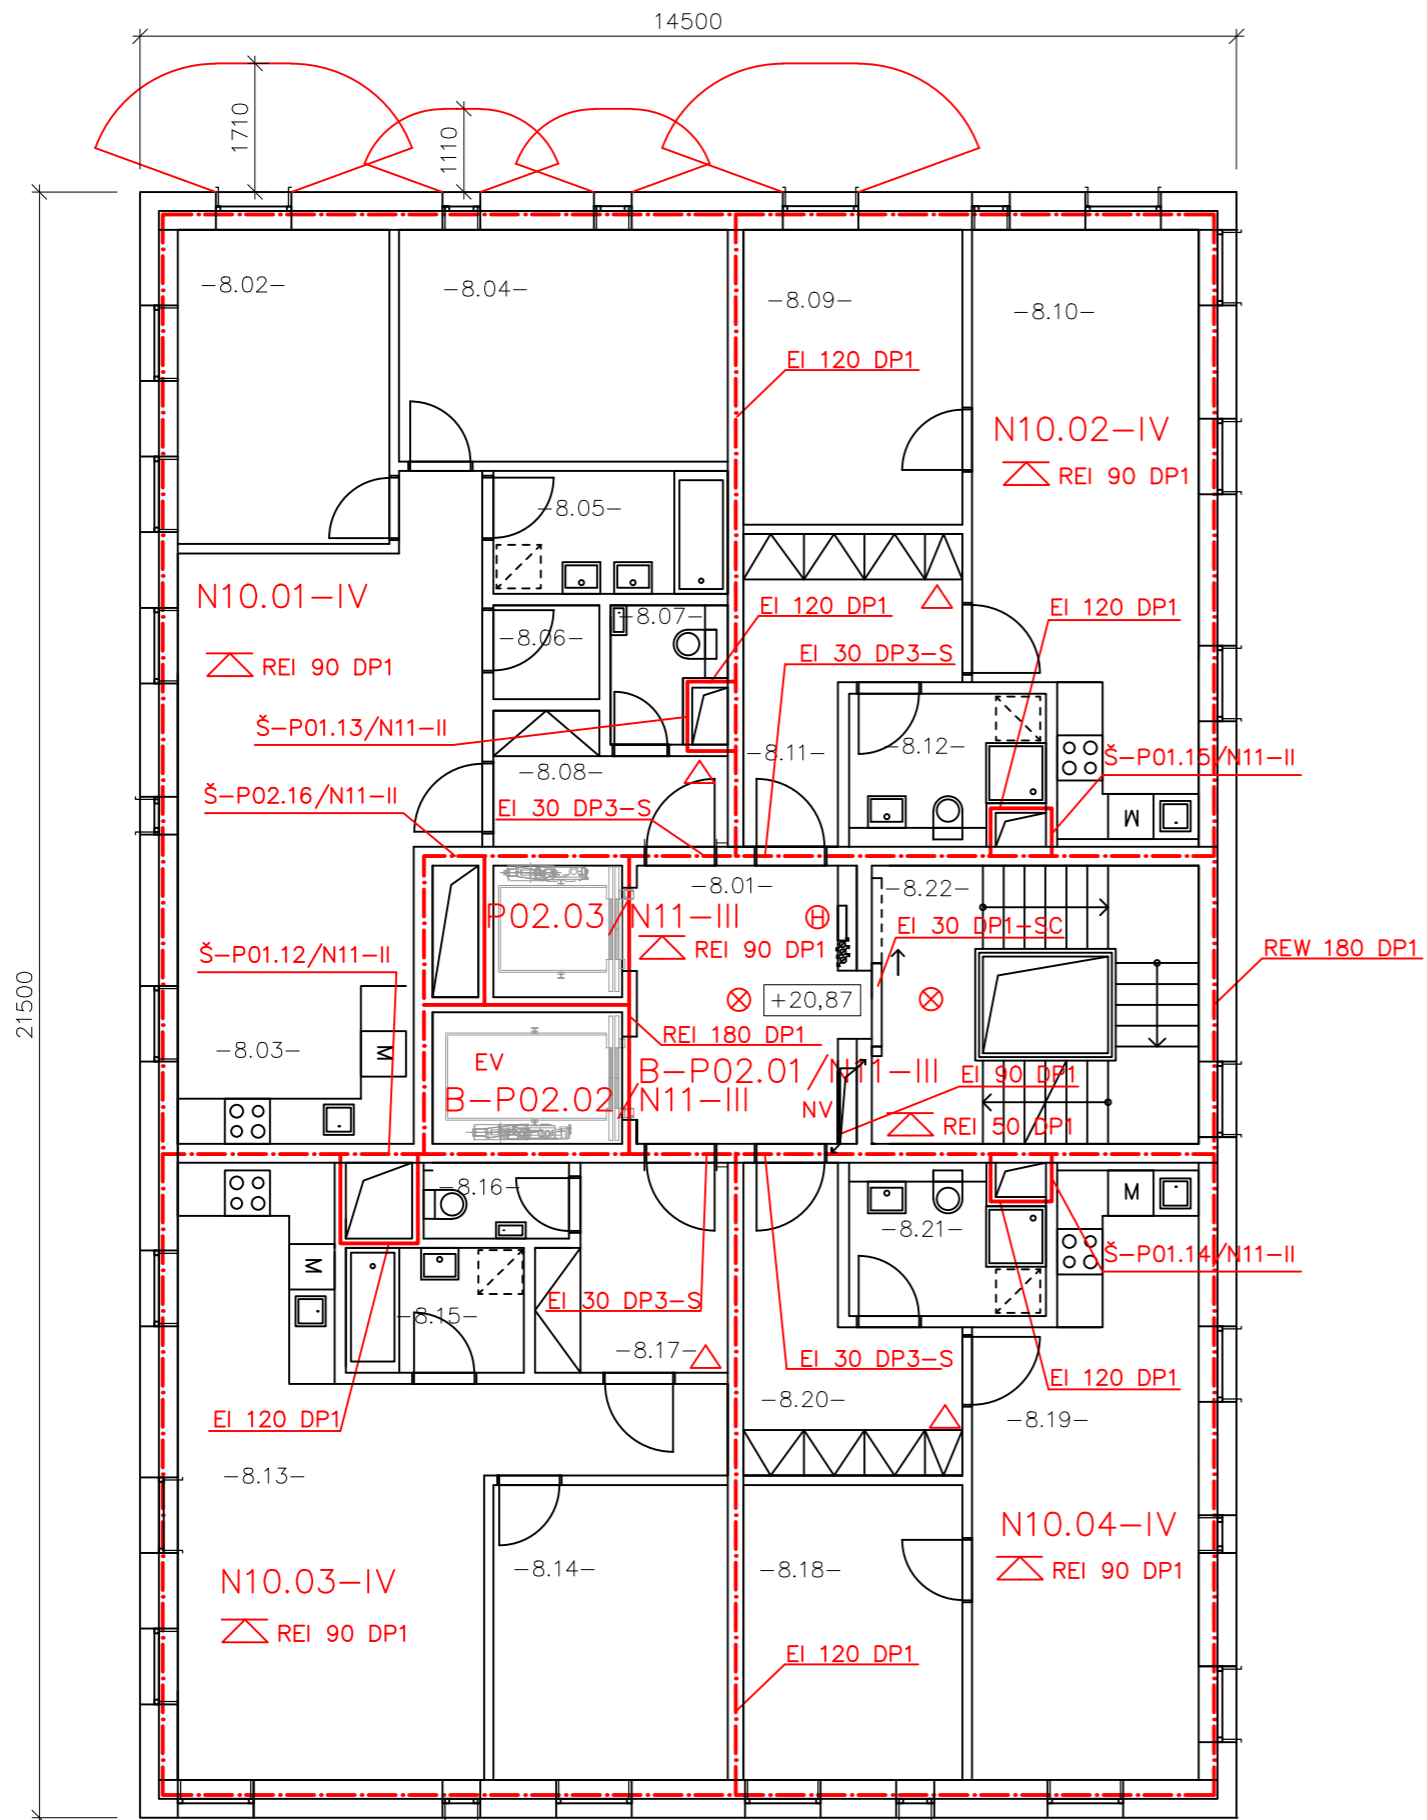 14500
1710
1110
-8.02-
-8.04-
-8.09-
-8.10-
EI 120 DP1
N10.02-IV
REI 90 DP1
-8.05-
N10.01-IV
EI 120 DP1
EI 120 DP1
-8.06-
-8.07-
REI 90 DP1
EI 30 DP3-S
Š-P01.13/N11-II
-8.11-
-8.12-
Š-P01.15/N11-II
-8.08-
Š-P02.16/N11-II
EI 30 DP3-S
M
-8.01-
-8.22-
P02.03/N11-III
H
EI 30 DP1-SC
REI 90 DP1
REW 180 DP1
Š-P01.12/N11-II
+20,87
21500
REI 180 DP1
-8.03-
M
EV
B-P02.01/N11-III
EI 90 DP1
B-P02.02/N11-III
NV
REI 50 DP1
-8.16-
M
-8.21-
Š-P01.14/N11-II
M
EI 30 DP3-S
-8.15-
-8.17-
EI 30 DP3-S
EI 120 DP1
-8.20-
-8.19-
EI 120 DP1
-8.13-
N10.04-IV
-8.14-
-8.18-
REI 90 DP1
N10.03-IV
REI 90 DP1
EI 120 DP1